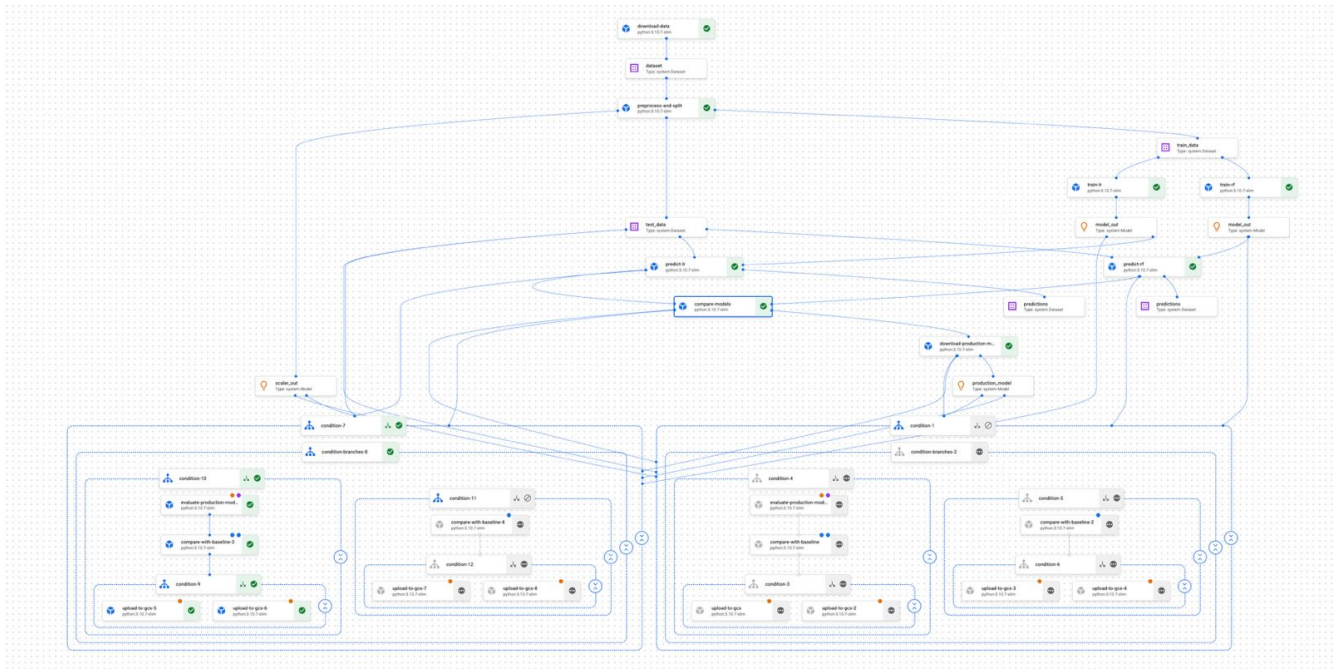 download-data
python:3.10.7-slim
dataset
Type: system.Dataset
preprocess-and-split
python:3.10.7-slim
train_data
Type: system.Dataset
train-lr
python:3.10.7-slim
train-rf
python:3.10.7-slim
test_data
Type: system.Dataset
model_out
Type: system.Model
model_out
Type: system.Model
predict-lr
python:3.10.7-slim
predict-rf
python:3.10.7-slim
compare-models
python:3.10.7-slim
predictions
Type: system.Dataset
predictions
Type: system.Dataset
download-production-m...
python:3.10.7-slim
scaler_out
Type: system.Model
production_model
Type: system.Model
condition-7
condition-1
condition-branches-8
condition-branches-2
condition-10
condition-4
evaluate-production-mod...
python:3.10.7-slim
condition-11
evaluate-production-mod...
python:3.10.7-slim
condition-5
compare-with-baseline-4
python:3.10.7-slim
compare-with-baseline-2
python:3.10.7-slim
compare-with-baseline-3
python:3.10.7-slim
compare-with-baseline
python:3.10.7-slim
condition-12
condition-6
condition-9
condition-3
upload-to-gcs-7
python:3.10.7-slim
upload-to-gcs-8
python:3.10.7-slim
upload-to-gcs-3
python:3.10.7-slim
upload-to-gcs-4
python:3.10.7-slim
upload-to-gcs-5
python:3.10.7-slim
upload-to-gcs-6
python:3.10.7-slim
upload-to-gcs
python:3.10.7-slim
upload-to-gcs-2
python:3.10.7-slim